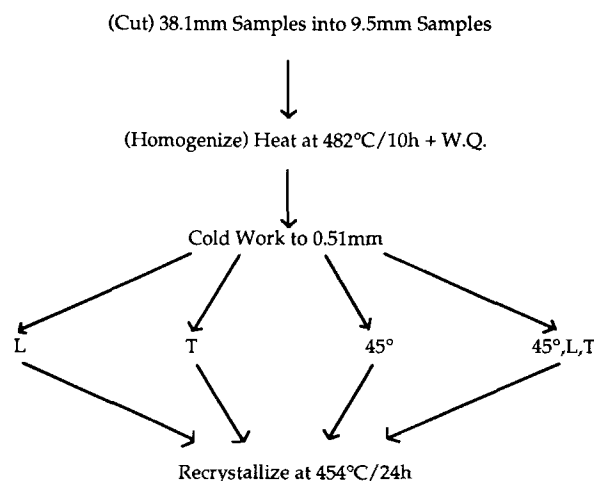 (Cut) 38.1mm Samples into 9.5mm Samples
(Homogenize) Heat at 482°C/10h + W.Q.
Cold Work to 0.51mm
L T 45° 45°,L,T
Recrystallize at 454°C/24h